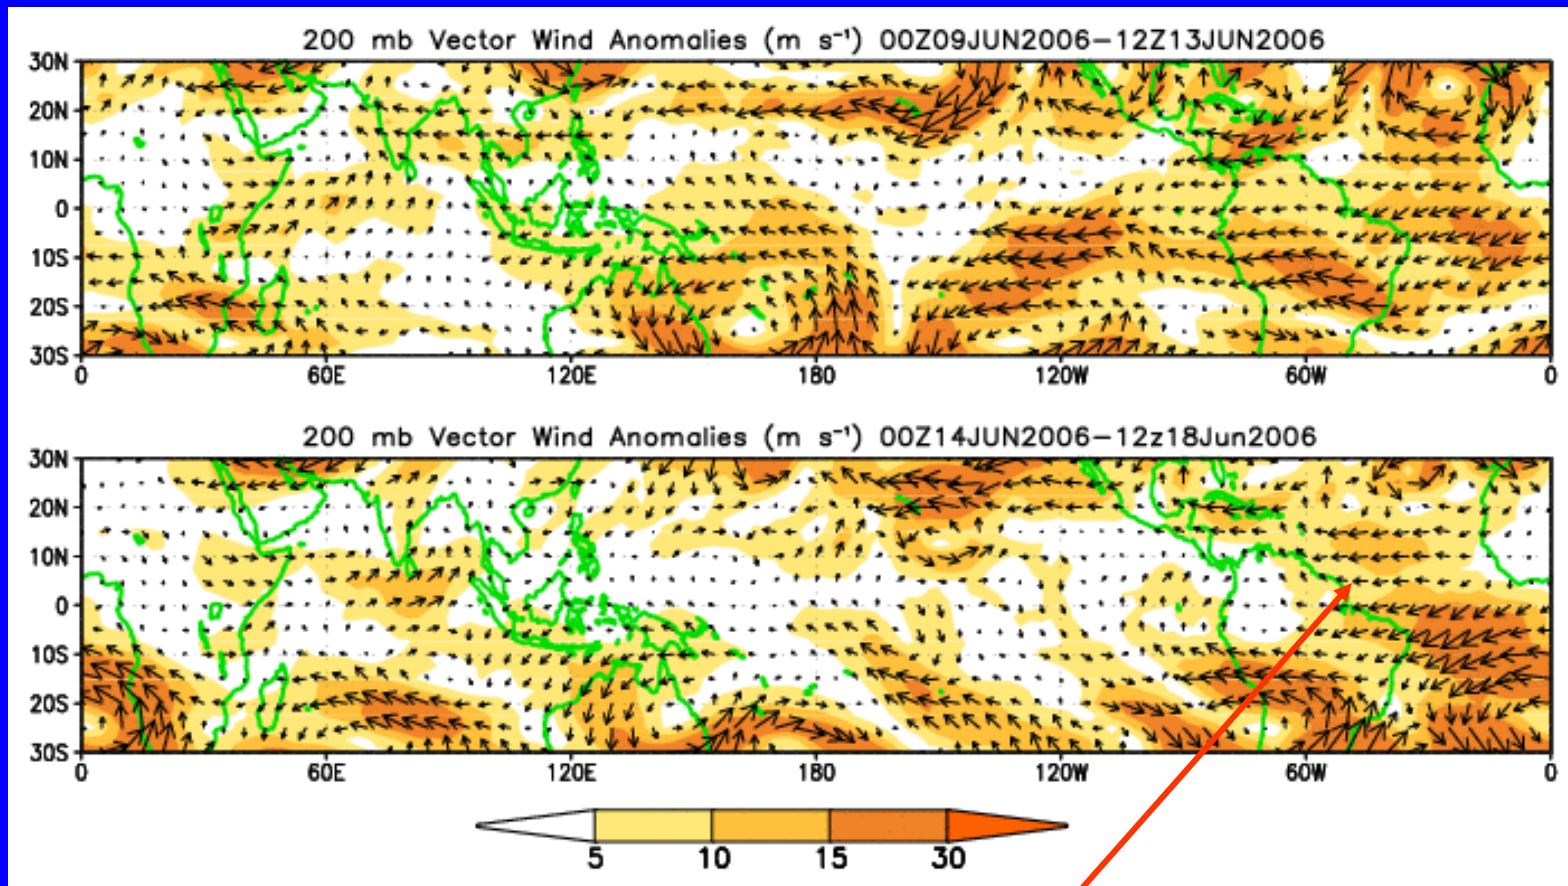 200 mb Vector Wind Anomalies (m s⁻¹) 00Z09JUN2006-12Z13JUN2006
30N
20N
10N
0
10S
20S
30S
0 60E 120E 180 120W 60W 0
200 mb Vector Wind Anomalies (m s⁻¹) 00Z14JUN2006-12z18Jun2006
30N
20N
10N
0
10S
20S
30S
0 60E 120E 180 120W 60W 0
5 10 15 30